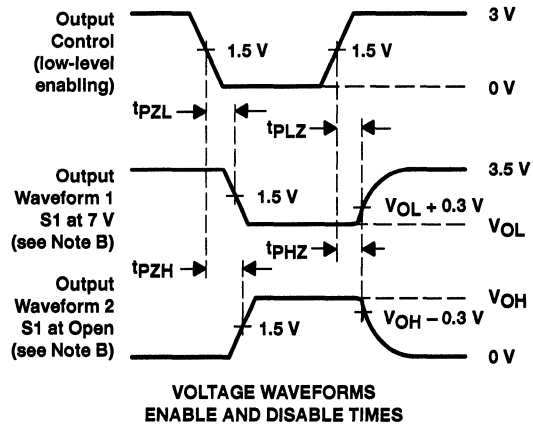 Output
Control
(low-level
enabling)
1.5 V
1.5 V
3 V
0 V
tPZL
tPLZ
Output
Waveform 1
S1 at 7 V
(see Note B)
1.5 V
3.5 V
VOL + 0.3 V
VOL
tPZH
tPHZ
Output
Waveform 2
S1 at Open
(see Note B)
1.5 V
VOH
VOH – 0.3 V
0 V
VOLTAGE WAVEFORMS
ENABLE AND DISABLE TIMES